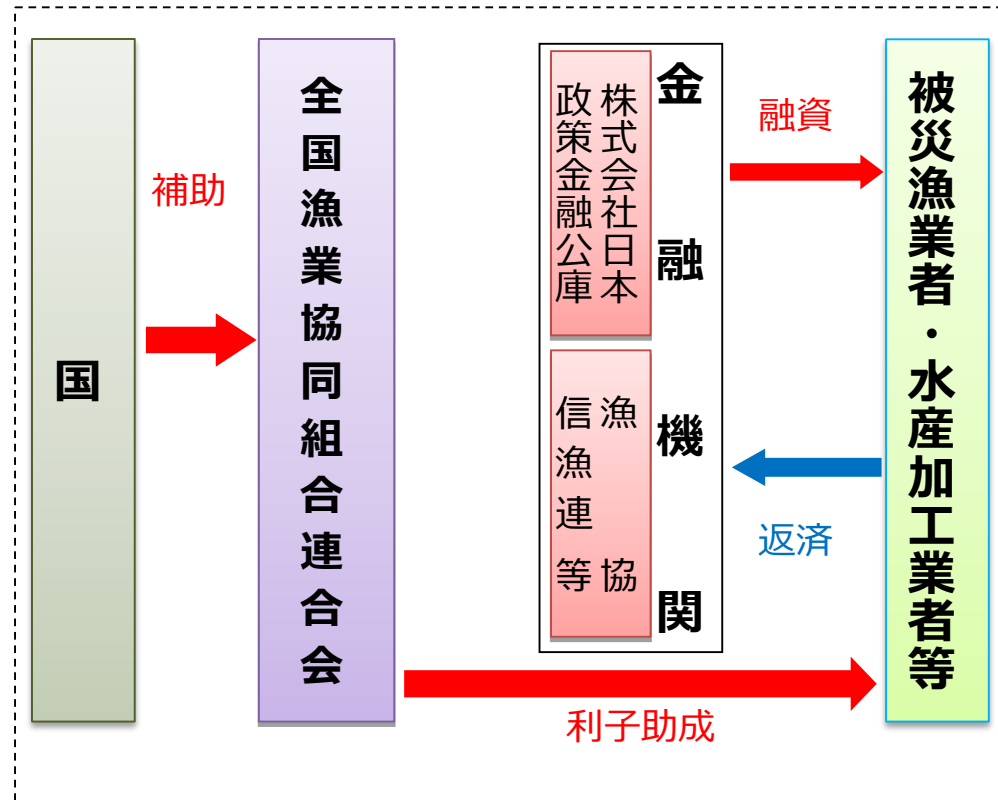 国
補助
全国漁業協同組合連合会
金融機関
株式会社日本
政策金融公庫
漁協
信漁連等
融資
返済
利子助成
被災漁業者・水産加工業者等